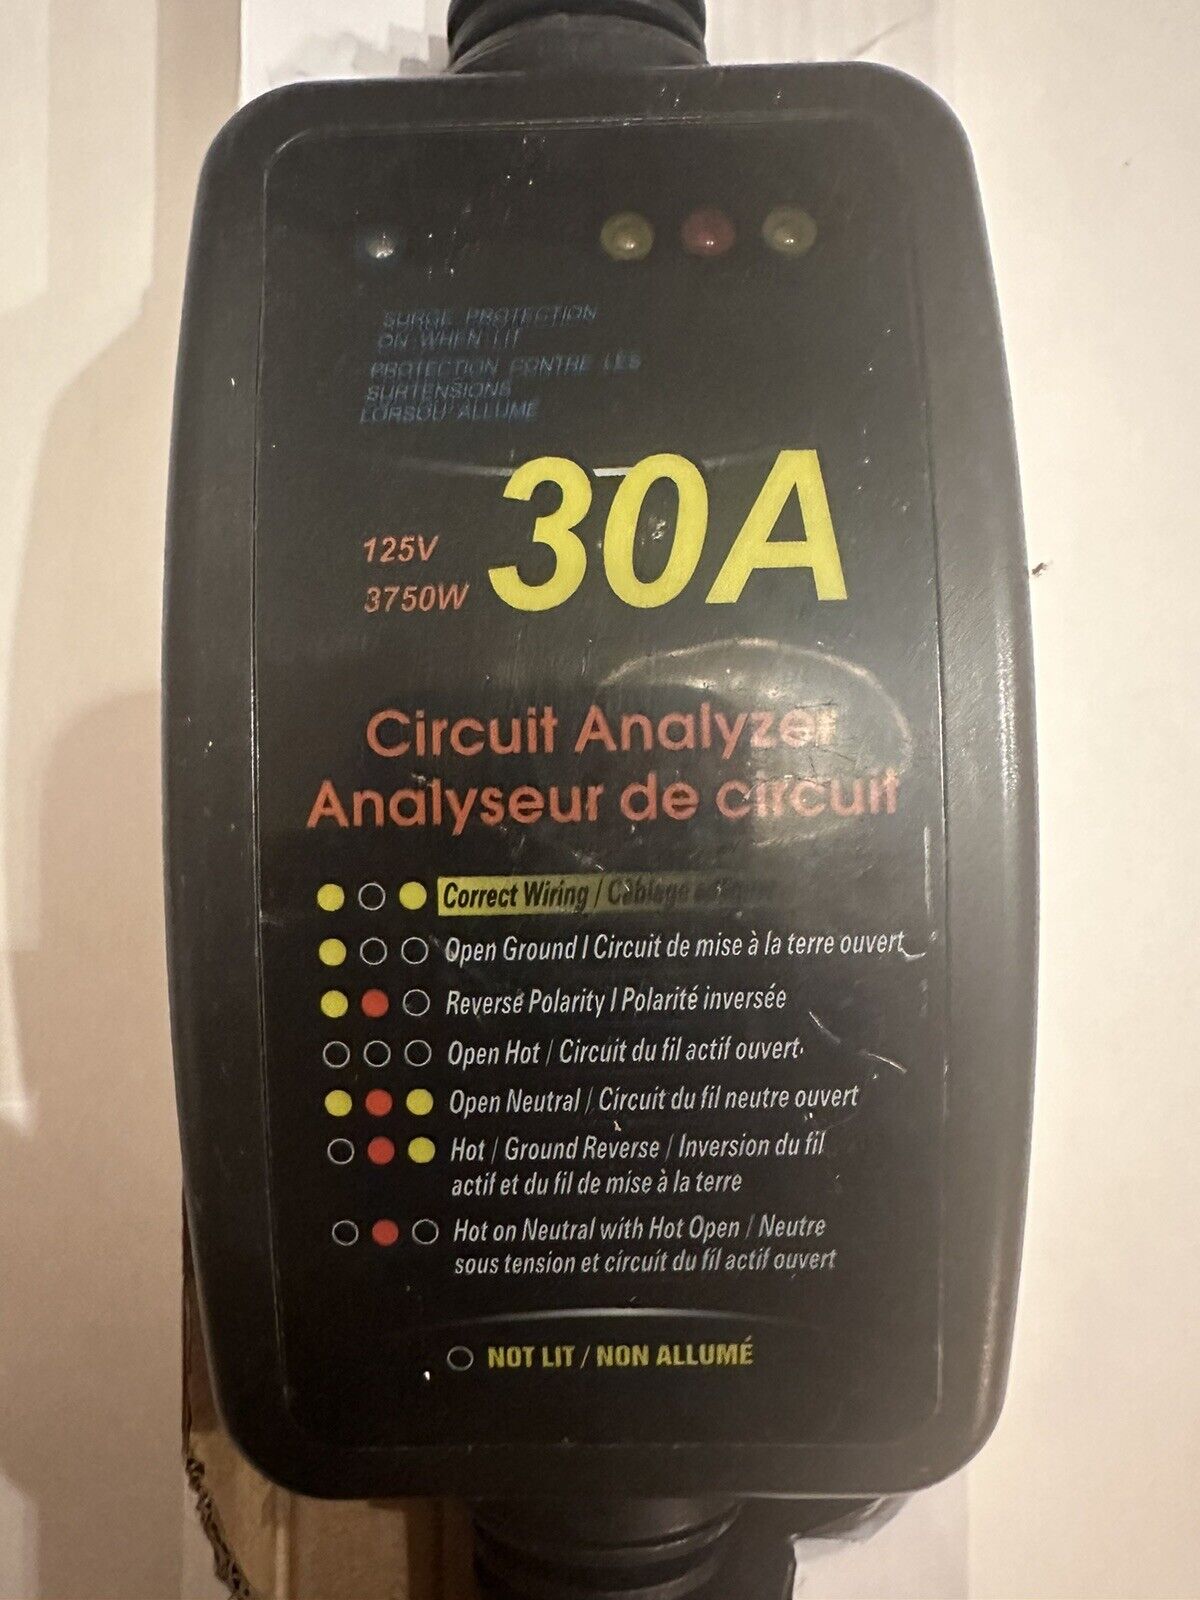 SURGE PROTECTION
ON WHEN LIT
PROTECTION CONTRE LES
SURTENSIONS
LORSQU'ALLUMÉ
125V
3750W
30A
Circuit Analyzer
Analyseur de circuit
Correct Wiring / Câblage
Open Ground / Circuit de mise à la terre ouvert
Reverse Polarity / Polarité inversée
Open Hot / Circuit du fil actif ouvert
Open Neutral / Circuit du fil neutre ouvert
Hot / Ground Reverse / Inversion du fil
actif et du fil de mise à la terre
Hot on Neutral with Hot Open / Neutre
sous tension et circuit du fil actif ouvert
NOT LIT / NON ALLUMÉ